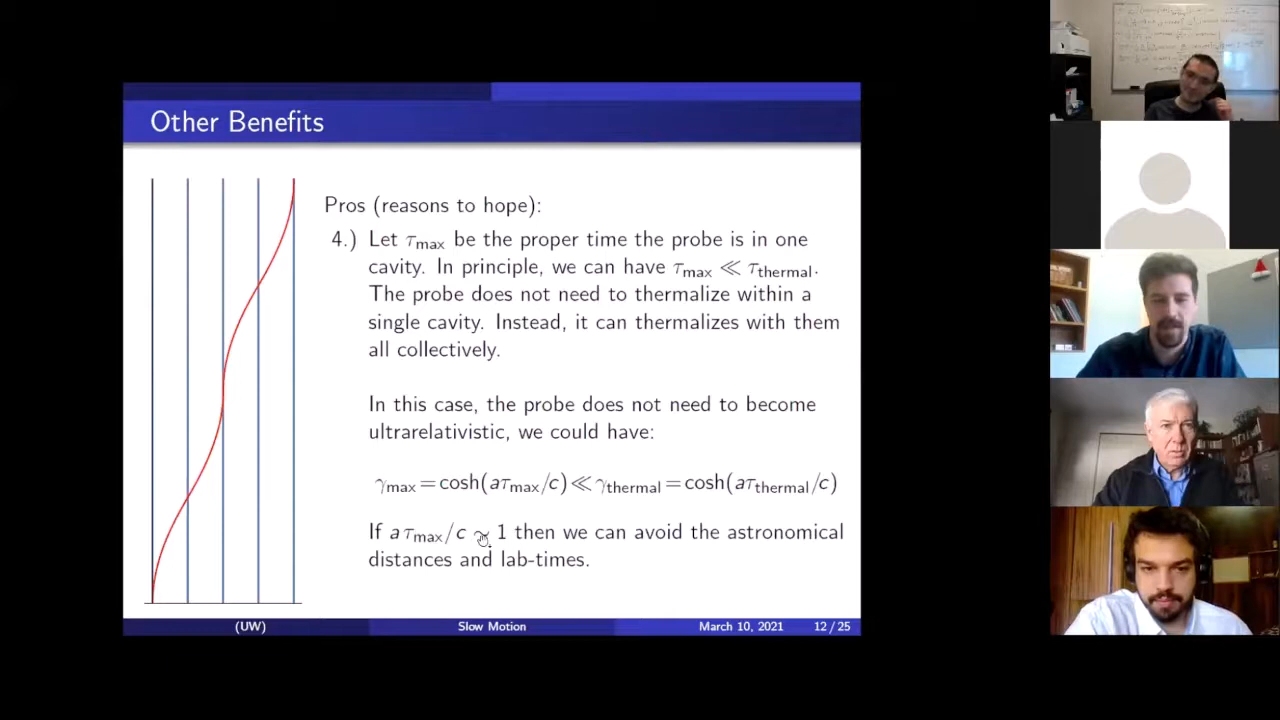 Other Benefits
Pros (reasons to hope):
4.) Let τmax be the proper time the probe is in one
cavity. In principle, we can have τmax ≪ τthermal.
The probe does not need to thermalize within a
single cavity. Instead, it can thermalizes with them
all collectively.
In this case, the probe does not need to become
ultrarelativistic, we could have:
γmax = cosh(aτmax/c) ≪ γthermal = cosh(aτthermal/c)
If aτmax/c ≃ 1 then we can avoid the astronomical
distances and lab-times.
(UW) Slow Motion March 10, 2021 12 / 25